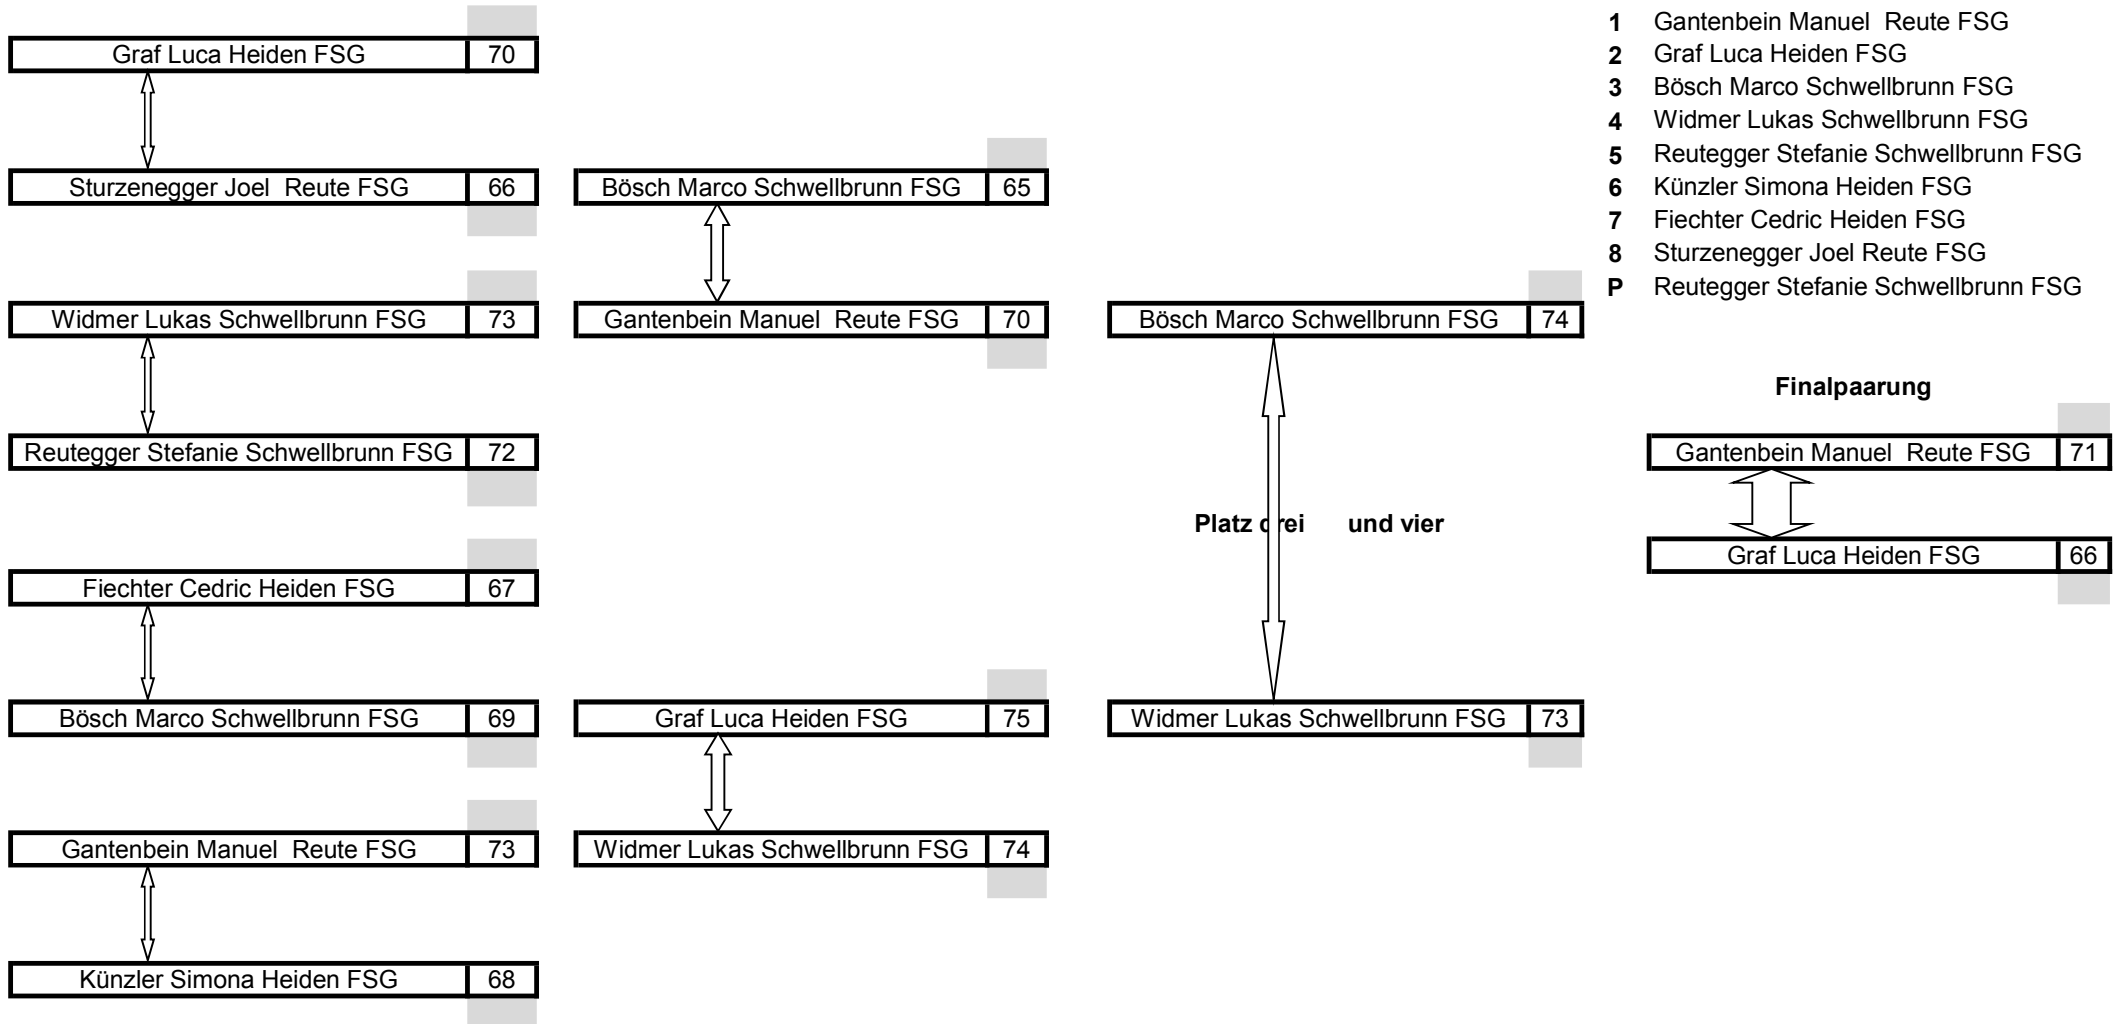 Graf Luca Heiden FSG 70
Sturzenegger Joel  Reute FSG 66
Widmer Lukas Schwellbrunn FSG 73
Reutegger Stefanie Schwellbrunn FSG 72
Fiechter Cedric Heiden FSG 67
Bösch Marco Schwellbrunn FSG 69
Gantenbein Manuel  Reute FSG 73
Künzler Simona Heiden FSG 68
Bösch Marco Schwellbrunn FSG 65
Gantenbein Manuel  Reute FSG 70
Graf Luca Heiden FSG 75
Widmer Lukas Schwellbrunn FSG 74
Bösch Marco Schwellbrunn FSG 74
Platz drei und vier
Widmer Lukas Schwellbrunn FSG 73
1 Gantenbein Manuel  Reute FSG
2 Graf Luca Heiden FSG
3 Bösch Marco Schwellbrunn FSG
4 Widmer Lukas Schwellbrunn FSG
5 Reutegger Stefanie Schwellbrunn FSG
6 Künzler Simona Heiden FSG
7 Fiechter Cedric Heiden FSG
8 Sturzenegger Joel Reute FSG
P Reutegger Stefanie Schwellbrunn FSG
Finalpaarung
Gantenbein Manuel  Reute FSG 71
Graf Luca Heiden FSG 66